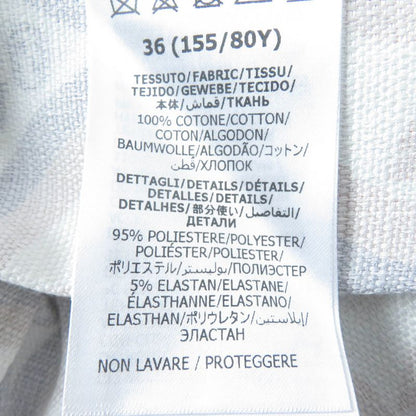 36 (155/80Y)
TESSUTO/FABRIC/TISSU/
TEJIDO/GEWEBE/TECIDO/
本体/قماش/ТКАНЬ
100% COTONE/COTTON/
COTON/ALGODON/
BAUMWOLLE/ALGODÃO/コットン/
قطن/ХЛОПОК
DETTAGLI/DETAILS/DÉTAILS/
DETALLES/DETAILS/
DETALHES/部分使い/التفاصيل/
ДЕТАЛИ
95% POLIESTERE/POLYESTER/
POLIÉSTER/POLYESTER/
ポリエステル/بوليستر/ПОЛИЭСТЕР
5% ELASTAN/ELASTANE/
ÉLASTHANNE/ELASTANO/
ELASTHAN/ポリウレタン/إيلاستين/
ЭЛАСТАН
NON LAVARE / PROTEGGERE